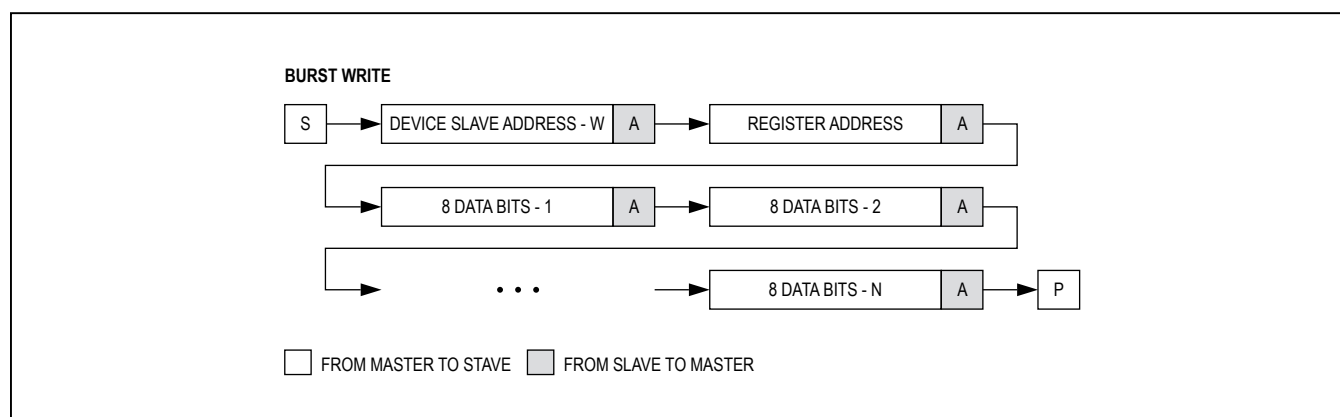 BURST WRITE
S DEVICE SLAVE ADDRESS - W A REGISTER ADDRESS A
8 DATA BITS - 1 A 8 DATA BITS - 2 A
• • • 8 DATA BITS - N A P
FROM MASTER TO STAVE FROM SLAVE TO MASTER